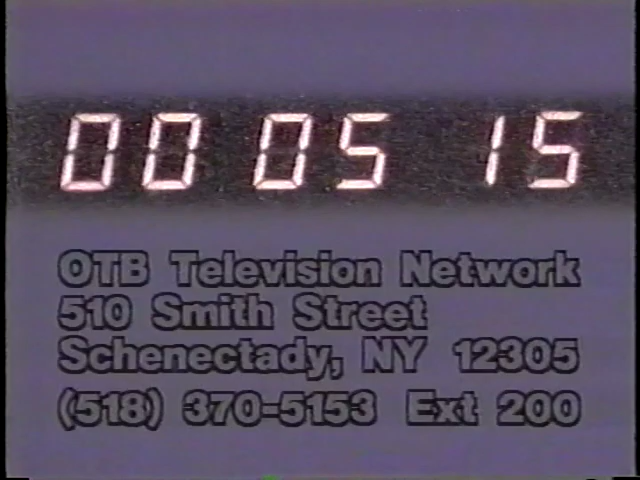 00 05 15
OTB Television Network
510 Smith Street
Schenectady, NY 12305
(518) 370-5153 Ext 200